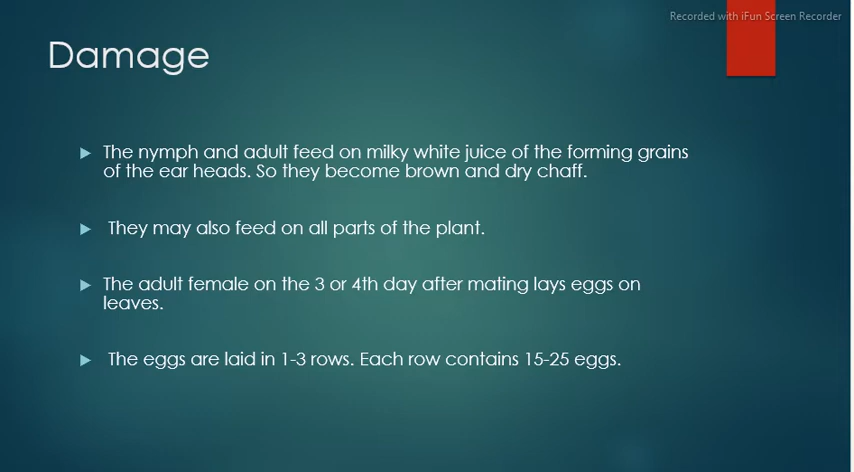 Recorded with iFun Screen Recorder
Damage
The nymph and adult feed on milky white juice of the forming grains
of the ear heads. So they become brown and dry chaff.
They may also feed on all parts of the plant.
The adult female on the 3 or 4th day after mating lays eggs on
leaves.
The eggs are laid in 1-3 rows. Each row contains 15-25 eggs.